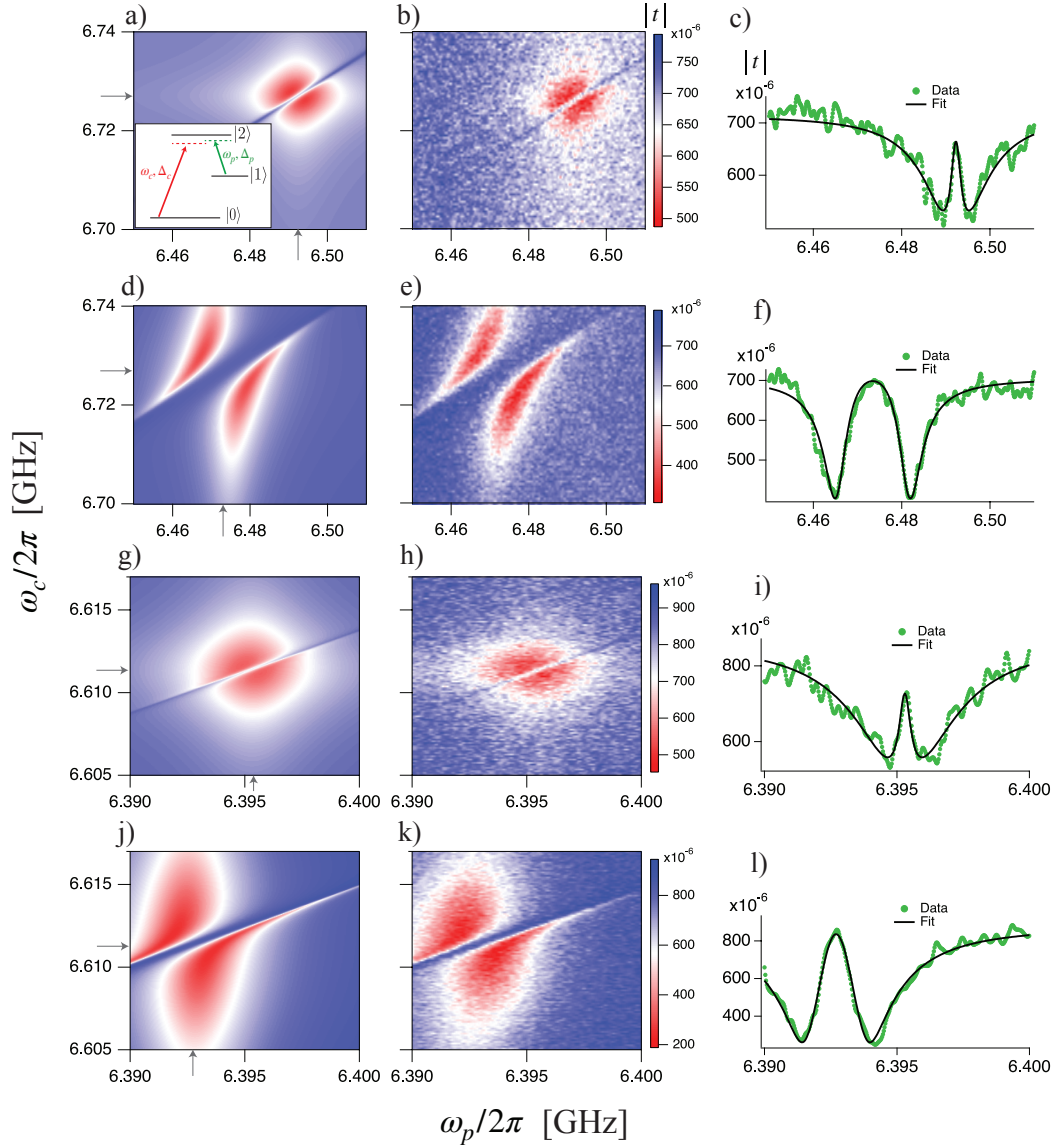 a)
b)
|t|
c)
6.74
6.72
6.70
|2⟩
ω_c, Δ_c
ω_p, Δ_p
|1⟩
|0⟩
6.46
6.48
6.50
6.46
6.48
6.50
x10⁻⁶
750
700
650
600
550
500
|t|
x10⁻⁶
700
600
Data
Fit
6.46
6.48
6.50
d)
e)
f)
6.74
6.72
6.70
6.46
6.48
6.50
6.46
6.48
6.50
x10⁻⁶
800
700
600
500
400
x10⁻⁶
700
600
500
Data
Fit
6.46
6.48
6.50
ω_c/2π [GHz]
g)
h)
i)
6.615
6.610
6.605
6.390
6.395
6.400
6.390
6.395
6.400
x10⁻⁶
900
800
700
600
500
x10⁻⁶
800
600
Data
Fit
6.390
6.395
6.400
j)
k)
l)
6.615
6.610
6.605
6.390
6.395
6.400
6.390
6.395
6.400
x10⁻⁶
800
600
400
200
x10⁻⁶
800
600
400
Data
Fit
6.390
6.395
6.400
ω_p/2π [GHz]